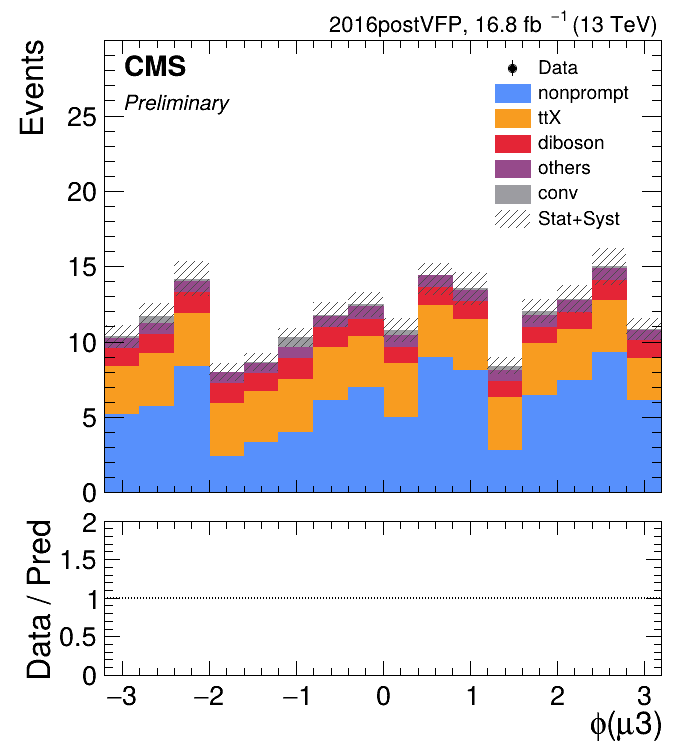 2016postVFP, 16.8 fb⁻¹ (13 TeV)
CMS
Preliminary
Events
Data
nonprompt
ttX
diboson
others
conv
Stat+Syst
25
20
15
10
5
0
Data / Pred
2
1.5
1
0.5
0
−3 −2 −1 0 1 2 3
ϕ(μ3)